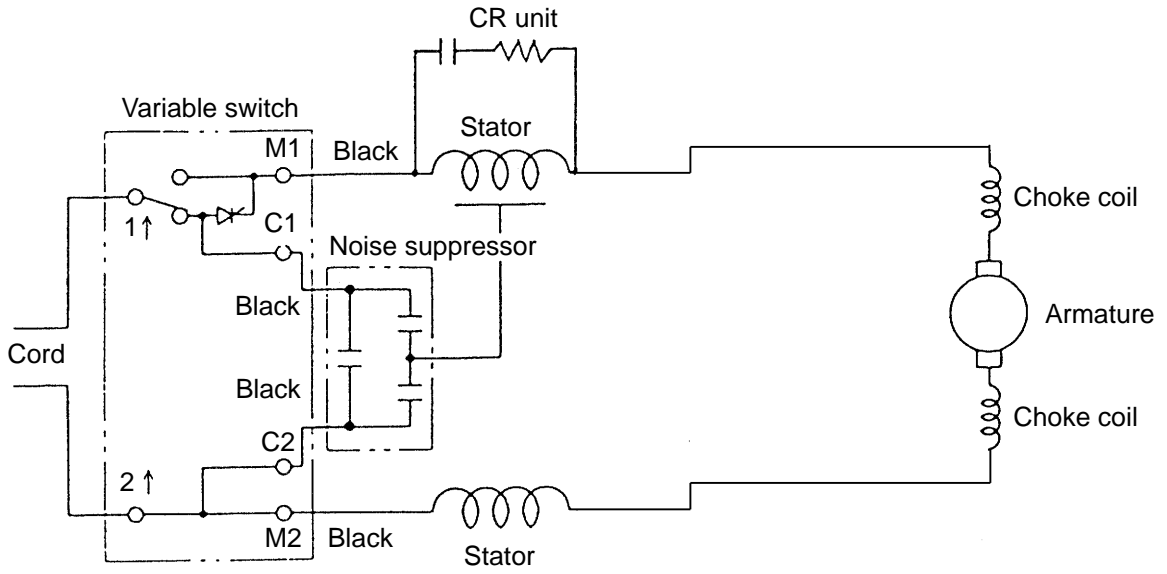 CR unit
Variable switch
Stator
M1
Black
Choke coil
1↑
C1
Noise suppressor
Black
Armature
Cord
Black
Choke coil
C2
2↑
M2
Black
Stator